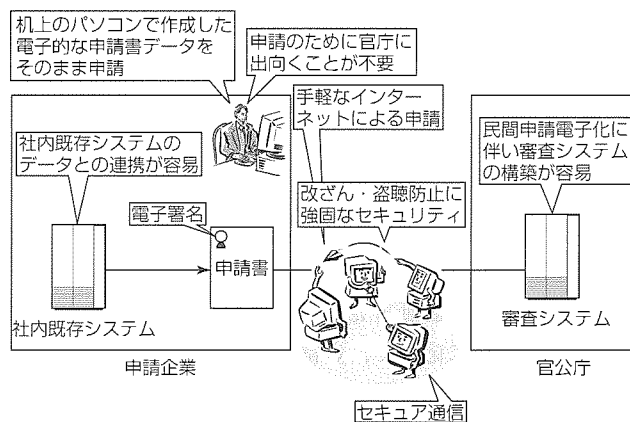 机上のパソコンで作成した
電子的な申請書データを
そのまま申請
申請のために官庁に
出向くことが不要
手軽なインター
ネットによる申請
社内既存システムの
データとの連携が容易
民間申請電子化に
伴い審査システム
の構築が容易
改ざん・盗聴防止に
強固なセキュリティ
電子署名
申請書
社内既存システム
審査システム
申請企業
官公庁
セキュア通信